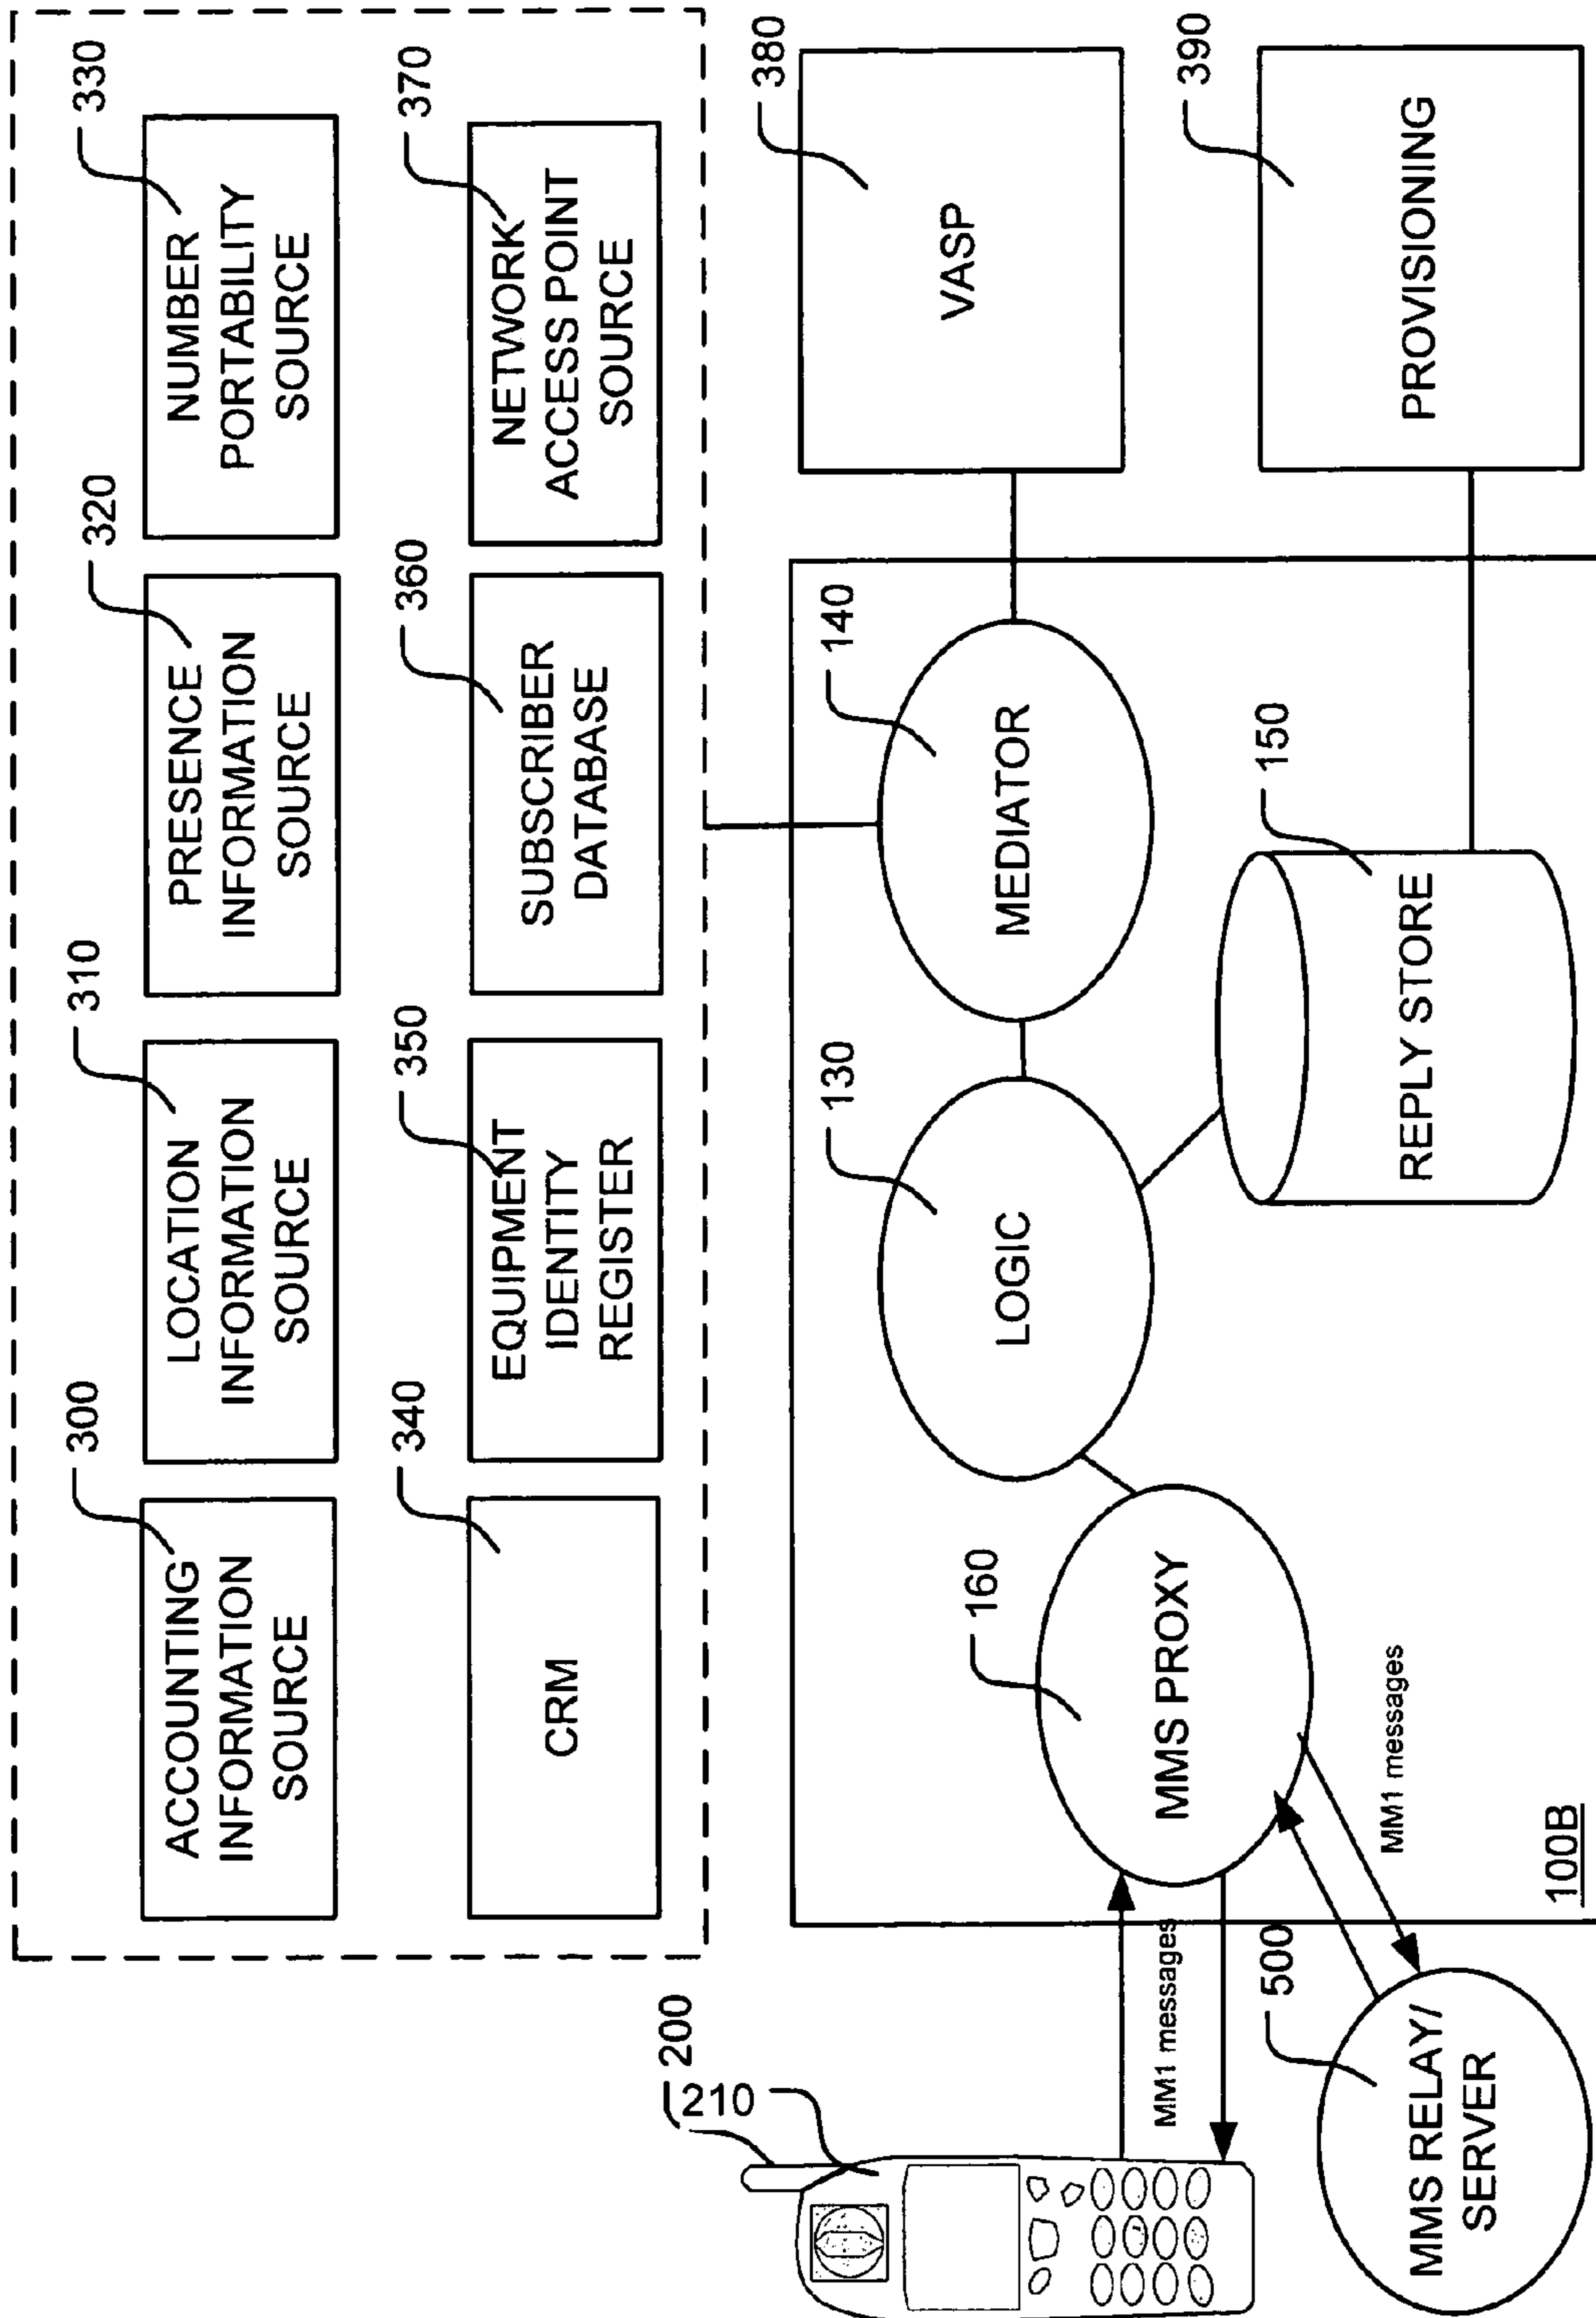 300
ACCOUNTING
INFORMATION
SOURCE
310
LOCATION
INFORMATION
SOURCE
320
PRESENCE
INFORMATION
SOURCE
330
NUMBER
PORTABILITY
SOURCE
340
CRM
350
EQUIPMENT
IDENTITY
REGISTER
360
SUBSCRIBER
DATABASE
370
NETWORK
ACCESS POINT
SOURCE
200
210
MM1 messages
160
MMS PROXY
130
LOGIC
140
MEDIATOR
380
VASP
500
MMS RELAY/
SERVER
MM1 messages
100B
150
REPLY STORE
390
PROVISIONING